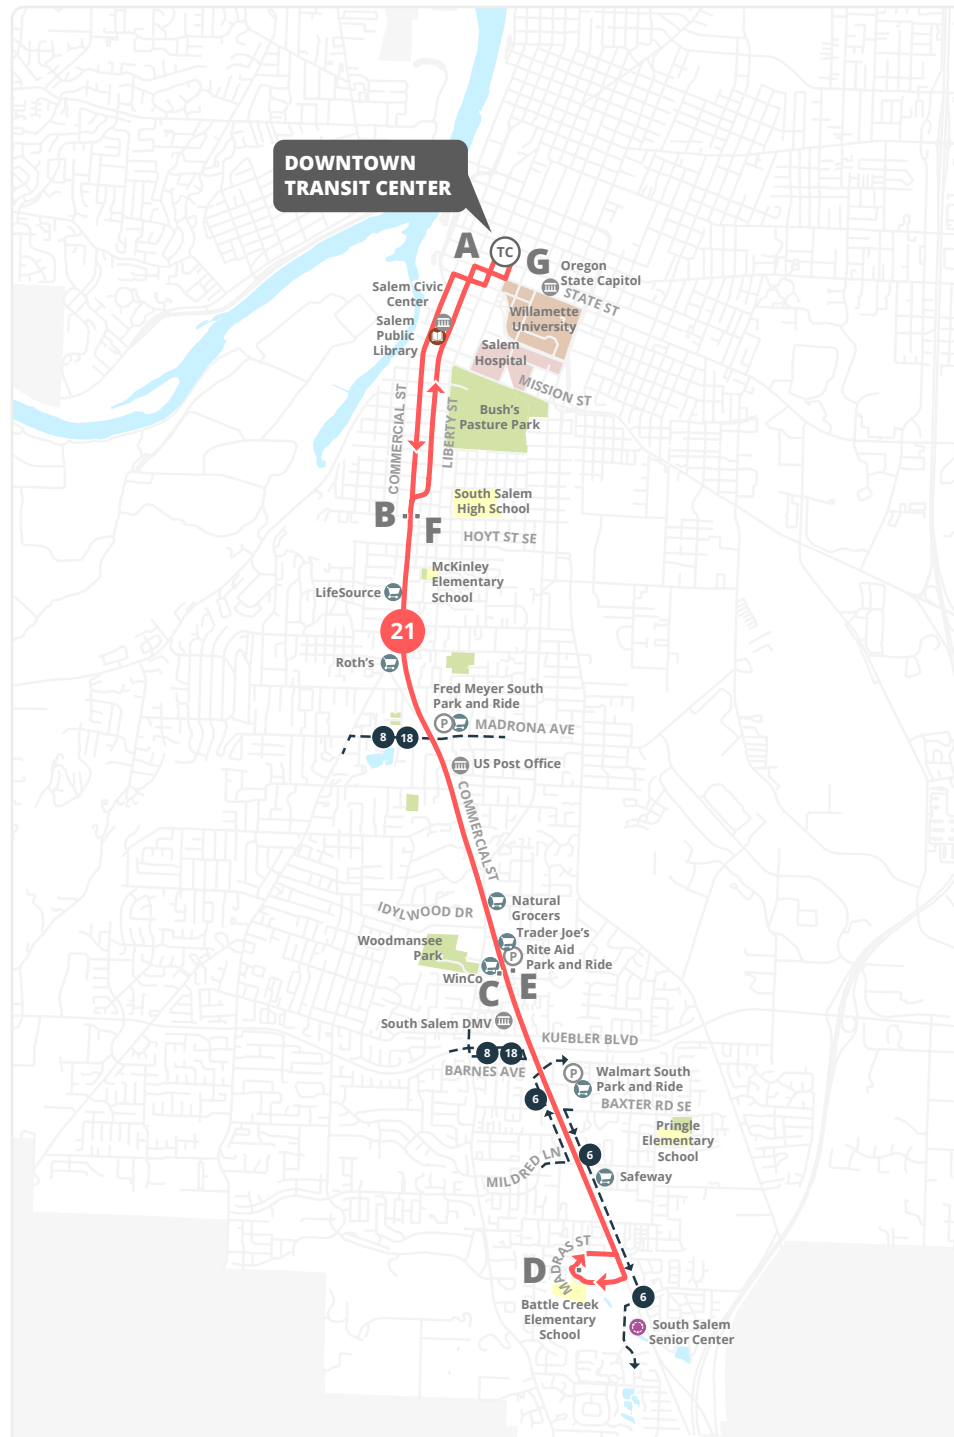 DOWNTOWN
TRANSIT CENTER
A
TC
G
Oregon
State Capitol
STATE ST
Salem Civic
Center
Willamette
University
Salem
Public
Library
Salem
Hospital
MISSION ST
COMMERCIAL ST
LIBERTY ST
Bush's
Pasture Park
South Salem
High School
B
F
HOYT ST SE
McKinley
Elementary
School
LifeSource
21
Roth's
Fred Meyer South
Park and Ride
P
MADRONA AVE
8
18
US Post Office
COMMERCIAL ST
Natural
Grocers
IDYLWOOD DR
Trader Joe's
Woodmansee
Park
P
Rite Aid
Park and Ride
WinCo
C
E
South Salem DMV
KUEBLER BLVD
8
18
BARNES AVE
P
Walmart South
Park and Ride
6
BAXTER RD SE
Pringle
Elementary
School
MILDRED LN
6
Safeway
MADRAS ST
D
6
Battle Creek
Elementary
School
South Salem
Senior Center